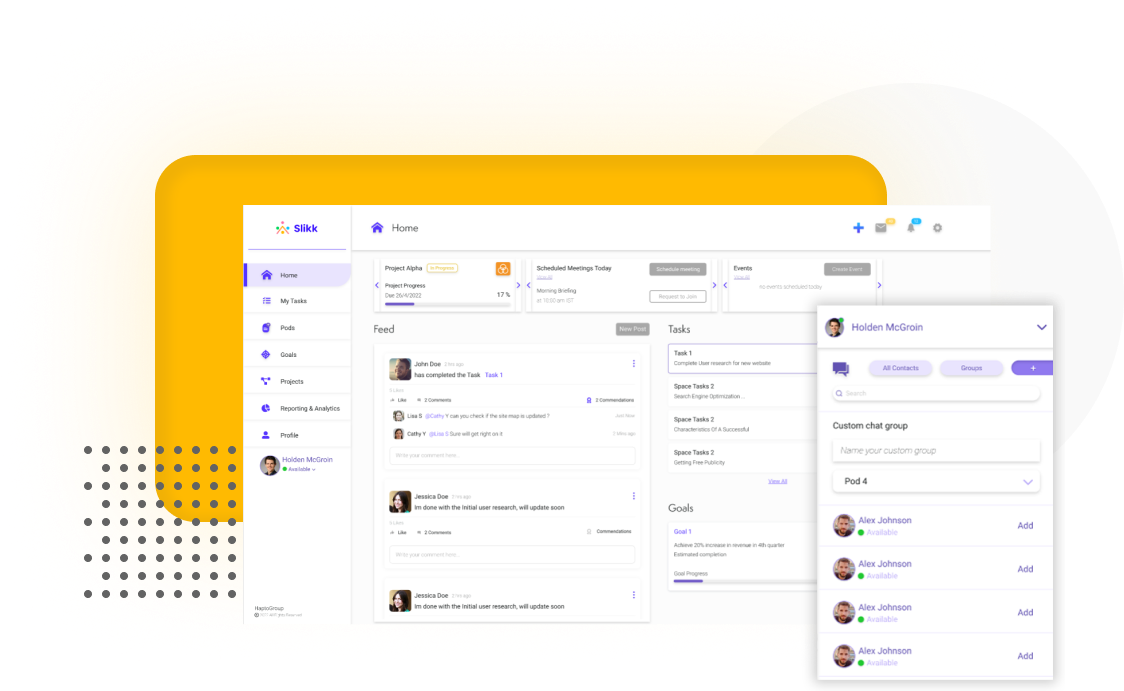 Slikk
Home
Home
My Tasks
Pods
Goals
Projects
Reporting & Analytics
Profile
Holden McGroin
Available
HaptoGroup
Project Alpha
In Progress
Project Progress
Due 26/4/2022
17 %
Scheduled Meetings Today
View all
Schedule meeting
Morning Briefing
at 10.00 am IST
Request to Join
Events
View all
Create Event
no events scheduled today
Feed
New Post
John Doe 2 hrs ago
has completed the Task Task 1
Like
2 Comments
2 Commendations
Lisa S @Cathy Y can you check if the site map is updated ?
Just Now
Cathy Y @Lisa S Sure will get right on it
7 Mins ago
Write your comment here...
Jessica Doe 2 hrs ago
Im done with the Initial user research, will update soon
Like
2 Comments
Commendations
Write your comment here...
Jessica Doe 2 hrs ago
Im done with the Initial user research, will update soon
Tasks
Task 1
Complete User research for new website
Space Tasks 2
Search Engine Optimization ...
Space Tasks 2
Characteristics Of A Successful
Space Tasks 2
Getting Free Publicity
View All
Goals
Goal 1
Achieve 20% increase in revenue in 4th quarter
Estimated completion
Goal Progress
Holden McGroin
All Contacts
Groups
+
Search
Custom chat group
Name your custom group
Pod 4
Alex Johnson
Available
Add
Alex Johnson
Available
Add
Alex Johnson
Available
Add
Alex Johnson
Available
Add